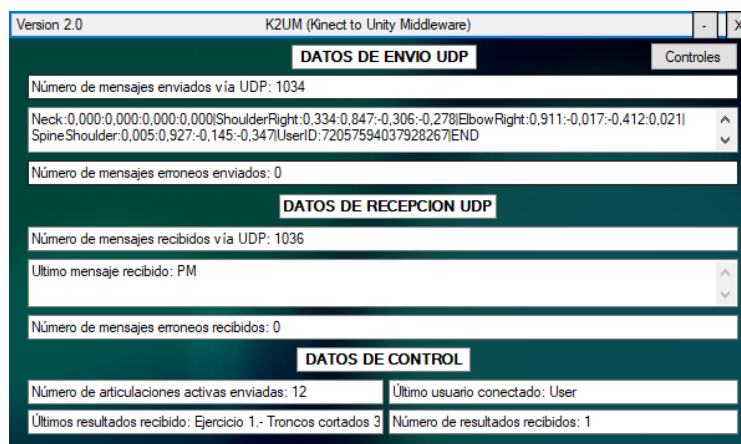 Version 2.0 K2UM (Kinect to Unity Middleware) - X
DATOS DE ENVIO UDP Controles
Número de mensajes enviados vía UDP: 1034
Neck:0,000:0,000:0,000:0,000|ShoulderRight:0,334:0,847:-0,306:-0,278|ElbowRight:0,911:-0,017:-0,412:0,021|
SpineShoulder:0,005:0,927:-0,145:-0,347|UserID:72057594037928267|END
Número de mensajes erroneos enviados: 0
DATOS DE RECEPCION UDP
Número de mensajes recibidos vía UDP: 1036
Ultimo mensaje recibido: PM
Número de mensajes erroneos recibidos: 0
DATOS DE CONTROL
Número de articulaciones activas enviadas: 12 Último usuario conectado: User
Últimos resultados recibido: Ejercicio 1.- Troncos cortados 3 Número de resultados recibidos: 1